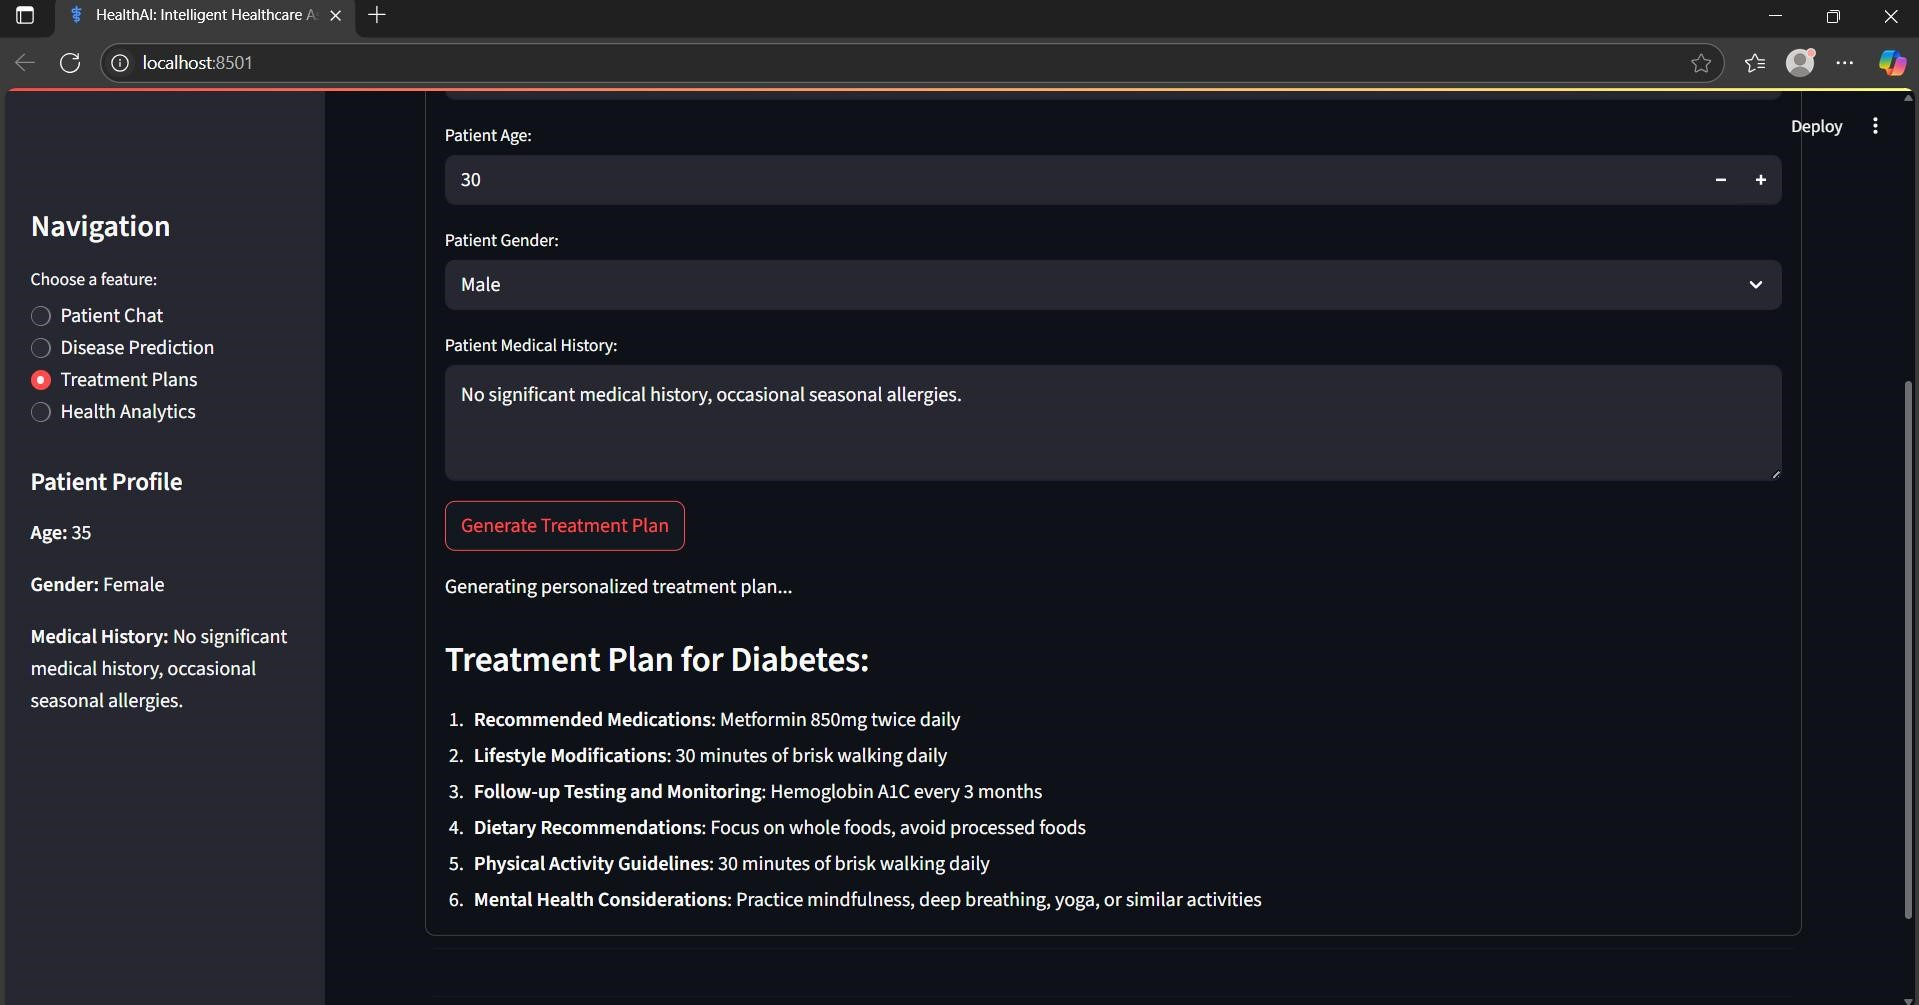 HealthAI: Intelligent Healthcare
localhost:8501
Deploy
Navigation
Choose a feature:
Patient Chat
Disease Prediction
Treatment Plans
Health Analytics
Patient Profile
Age: 35
Gender: Female
Medical History: No significant
medical history, occasional
seasonal allergies.
Patient Age:
30
Patient Gender:
Male
Patient Medical History:
No significant medical history, occasional seasonal allergies.
Generate Treatment Plan
Generating personalized treatment plan...
Treatment Plan for Diabetes:
1. Recommended Medications: Metformin 850mg twice daily
2. Lifestyle Modifications: 30 minutes of brisk walking daily
3. Follow-up Testing and Monitoring: Hemoglobin A1C every 3 months
4. Dietary Recommendations: Focus on whole foods, avoid processed foods
5. Physical Activity Guidelines: 30 minutes of brisk walking daily
6. Mental Health Considerations: Practice mindfulness, deep breathing, yoga, or similar activities